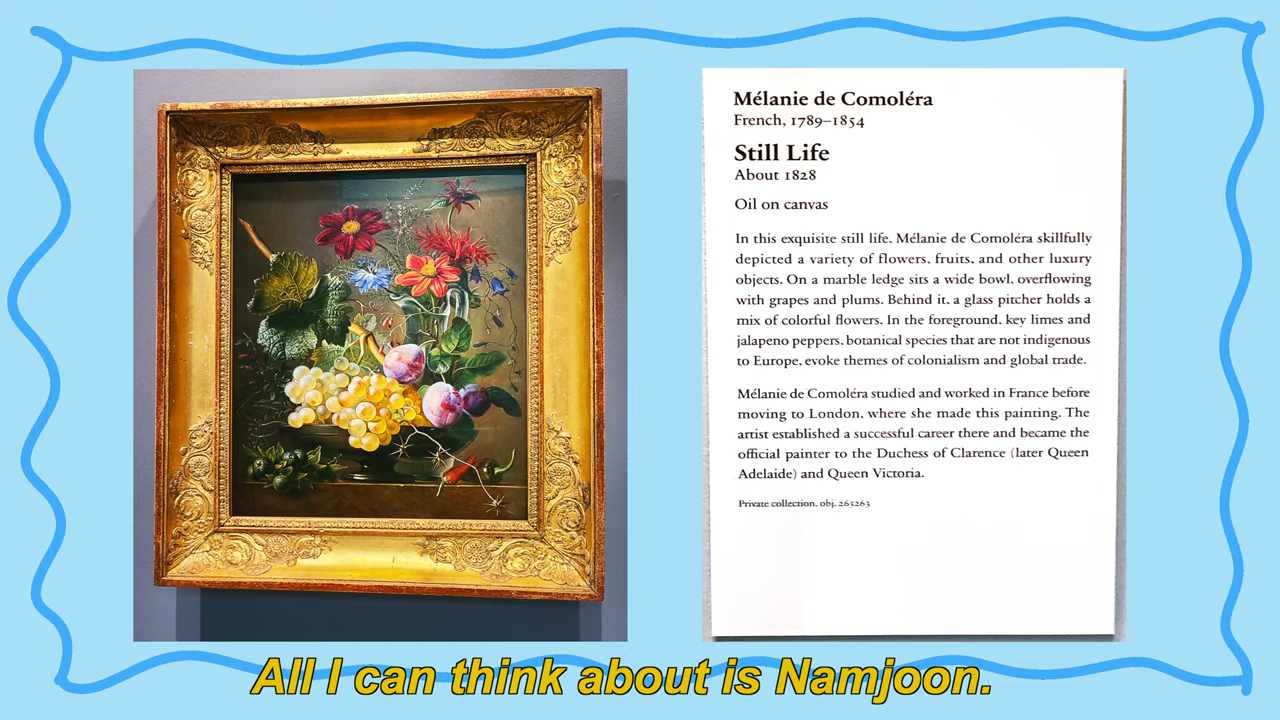 Mélanie de Comoléra
French, 1789–1854
Still Life
About 1828
Oil on canvas
In this exquisite still life, Mélanie de Comoléra skillfully
depicted a variety of flowers, fruits, and other luxury
objects. On a marble ledge sits a wide bowl, overflowing
with grapes and plums. Behind it, a glass pitcher holds a
mix of colorful flowers. In the foreground, key limes and
jalapeno peppers, botanical species that are not indigenous
to Europe, evoke themes of colonialism and global trade.
Mélanie de Comoléra studied and worked in France before
moving to London, where she made this painting. The
artist established a successful career there and became the
official painter to the Duchess of Clarence (later Queen
Adelaide) and Queen Victoria.
Private collection, obj. 265263
All I can think about is Namjoon.